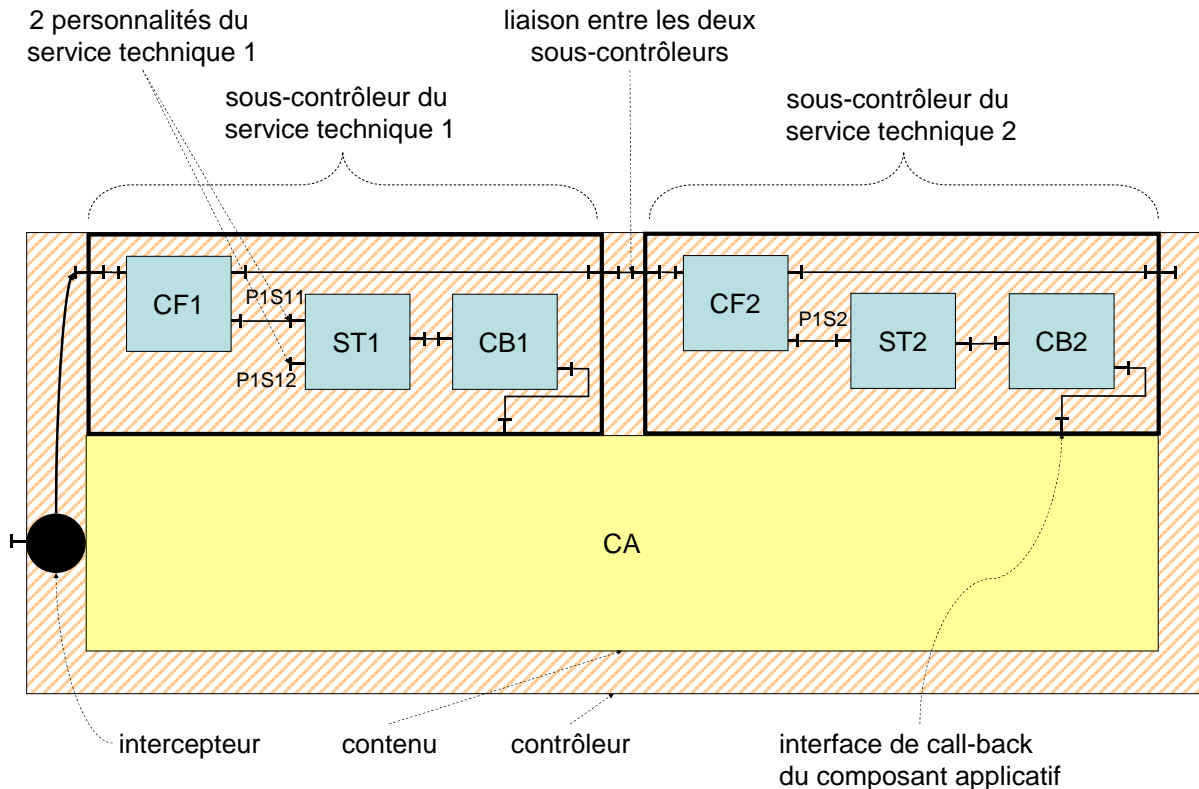 2 personnalités du
service technique 1
liaison entre les deux
sous-contrôleurs
sous-contrôleur du
service technique 1
sous-contrôleur du
service technique 2
CF1
P1S11
ST1
CB1
P1S12
CF2
P1S2
ST2
CB2
CA
intercepteur
contenu
contrôleur
interface de call-back
du composant applicatif